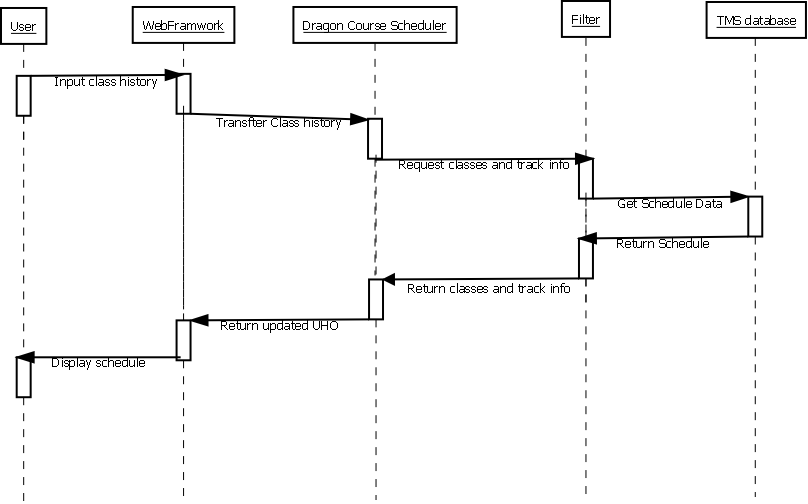 User
WebFramwork
Dragon Course Scheduler
Filter
TMS database
Input class history
Transfter Class history
Request classes and track info
Get Schedule Data
Return Schedule
Return classes and track info
Return updated UHO
Display schedule